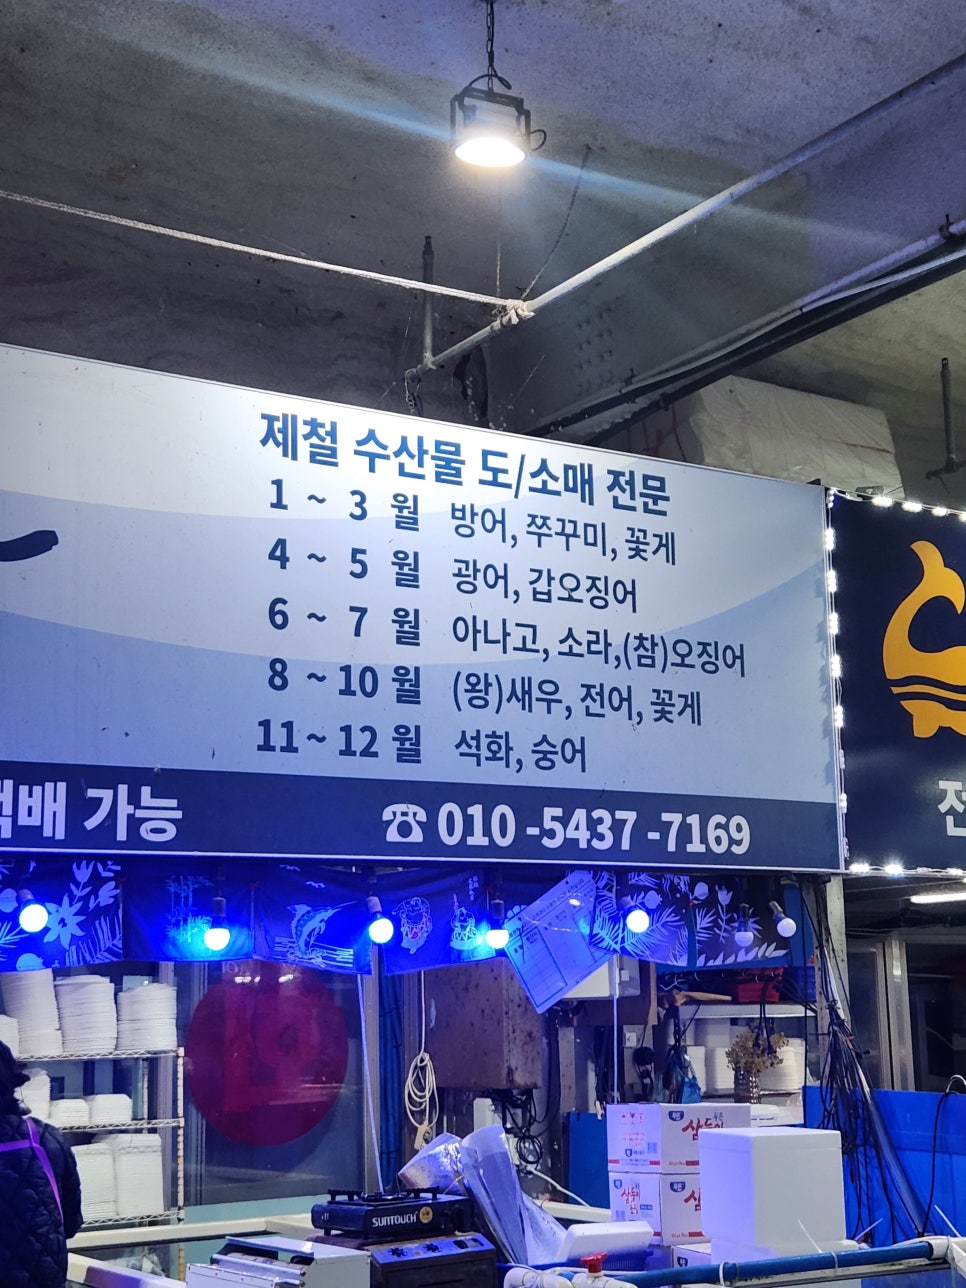 제철 수산물 도/소매 전문
1 ~ 3 월 방어, 쭈꾸미, 꽃게
4 ~ 5 월 광어, 갑오징어
6 ~ 7 월 아나고, 소라,(참)오징어
8 ~ 10 월 (왕)새우, 전어, 꽃게
11 ~ 12 월 석화, 숭어
택배 가능 ☎ 010 -5437 -7169
전
SUNTOUCH